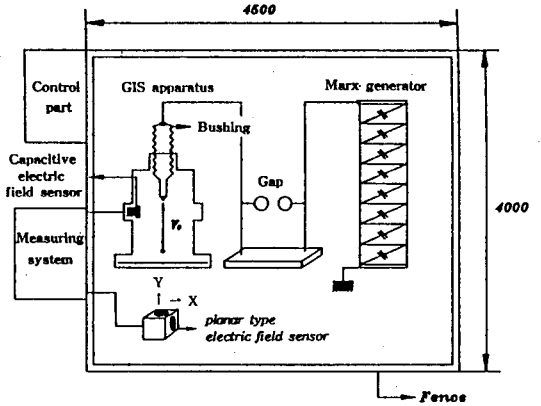 4500
Control
part
GIS apparatus
Marx generator
Bushing
Capacitive
electric
field sensor
Gap
Measuring
system
V₀
4000
Y
X
planar type
electric field sensor
Fence